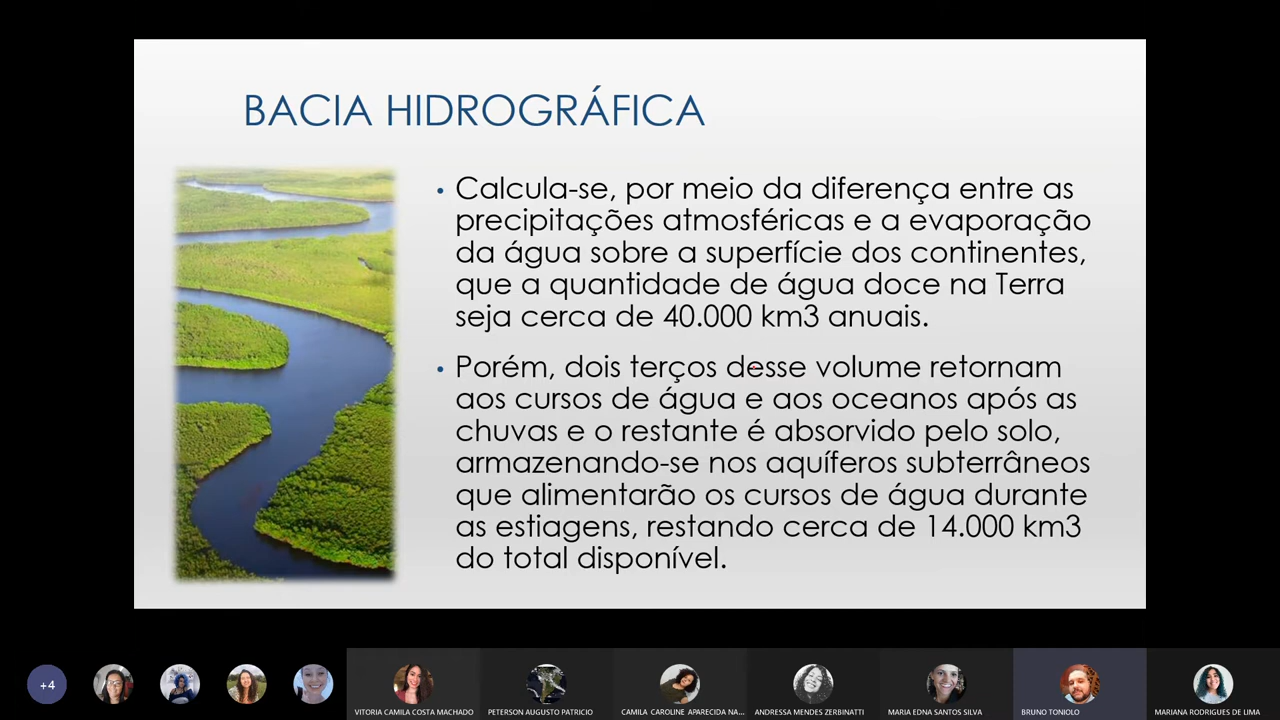 BACIA HIDROGRÁFICA
• Calcula-se, por meio da diferença entre as
precipitações atmosféricas e a evaporação
da água sobre a superfície dos continentes,
que a quantidade de água doce na Terra
seja cerca de 40.000 km3 anuais.
• Porém, dois terços desse volume retornam
aos cursos de água e aos oceanos após as
chuvas e o restante é absorvido pelo solo,
armazenando-se nos aquíferos subterrâneos
que alimentarão os cursos de água durante
as estiagens, restando cerca de 14.000 km3
do total disponível.
+4
VITORIA CAMILA COSTA MACHADO
PETERSON AUGUSTO PATRICIO
CAMILA CAROLINE APARECIDA NA...
ANDRESSA MENDES ZERBINATTI
MARIA EDNA SANTOS SILVA
BRUNO TONIOLO
MARIANA RODRIGUES DE LIMA